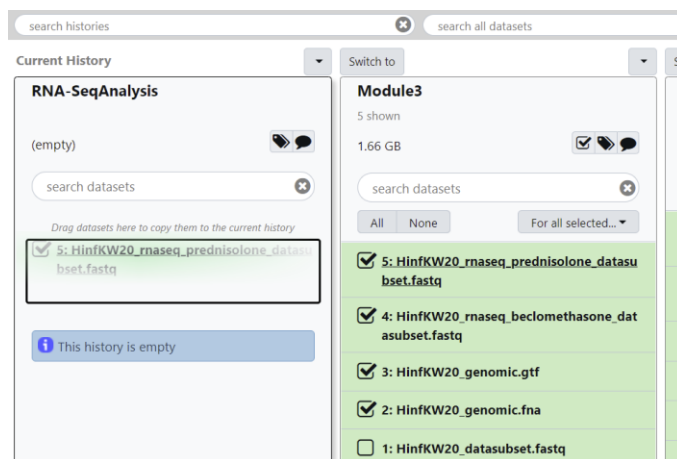 search histories
search all datasets
Current History
Switch to
S
RNA-SeqAnalysis
(empty)
search datasets
Drag datasets here to copy them to the current history
5: HinfKW20_rnaseq_prednisolone_datasu
bset.fastq
This history is empty
Module3
5 shown
1.66 GB
search datasets
All
None
For all selected...
5: HinfKW20_rnaseq_prednisolone_datasu
bset.fastq
4: HinfKW20_rnaseq_beclomethasone_dat
asubset.fastq
3: HinfKW20_genomic.gtf
2: HinfKW20_genomic.fna
1: HinfKW20_datasubset.fastq